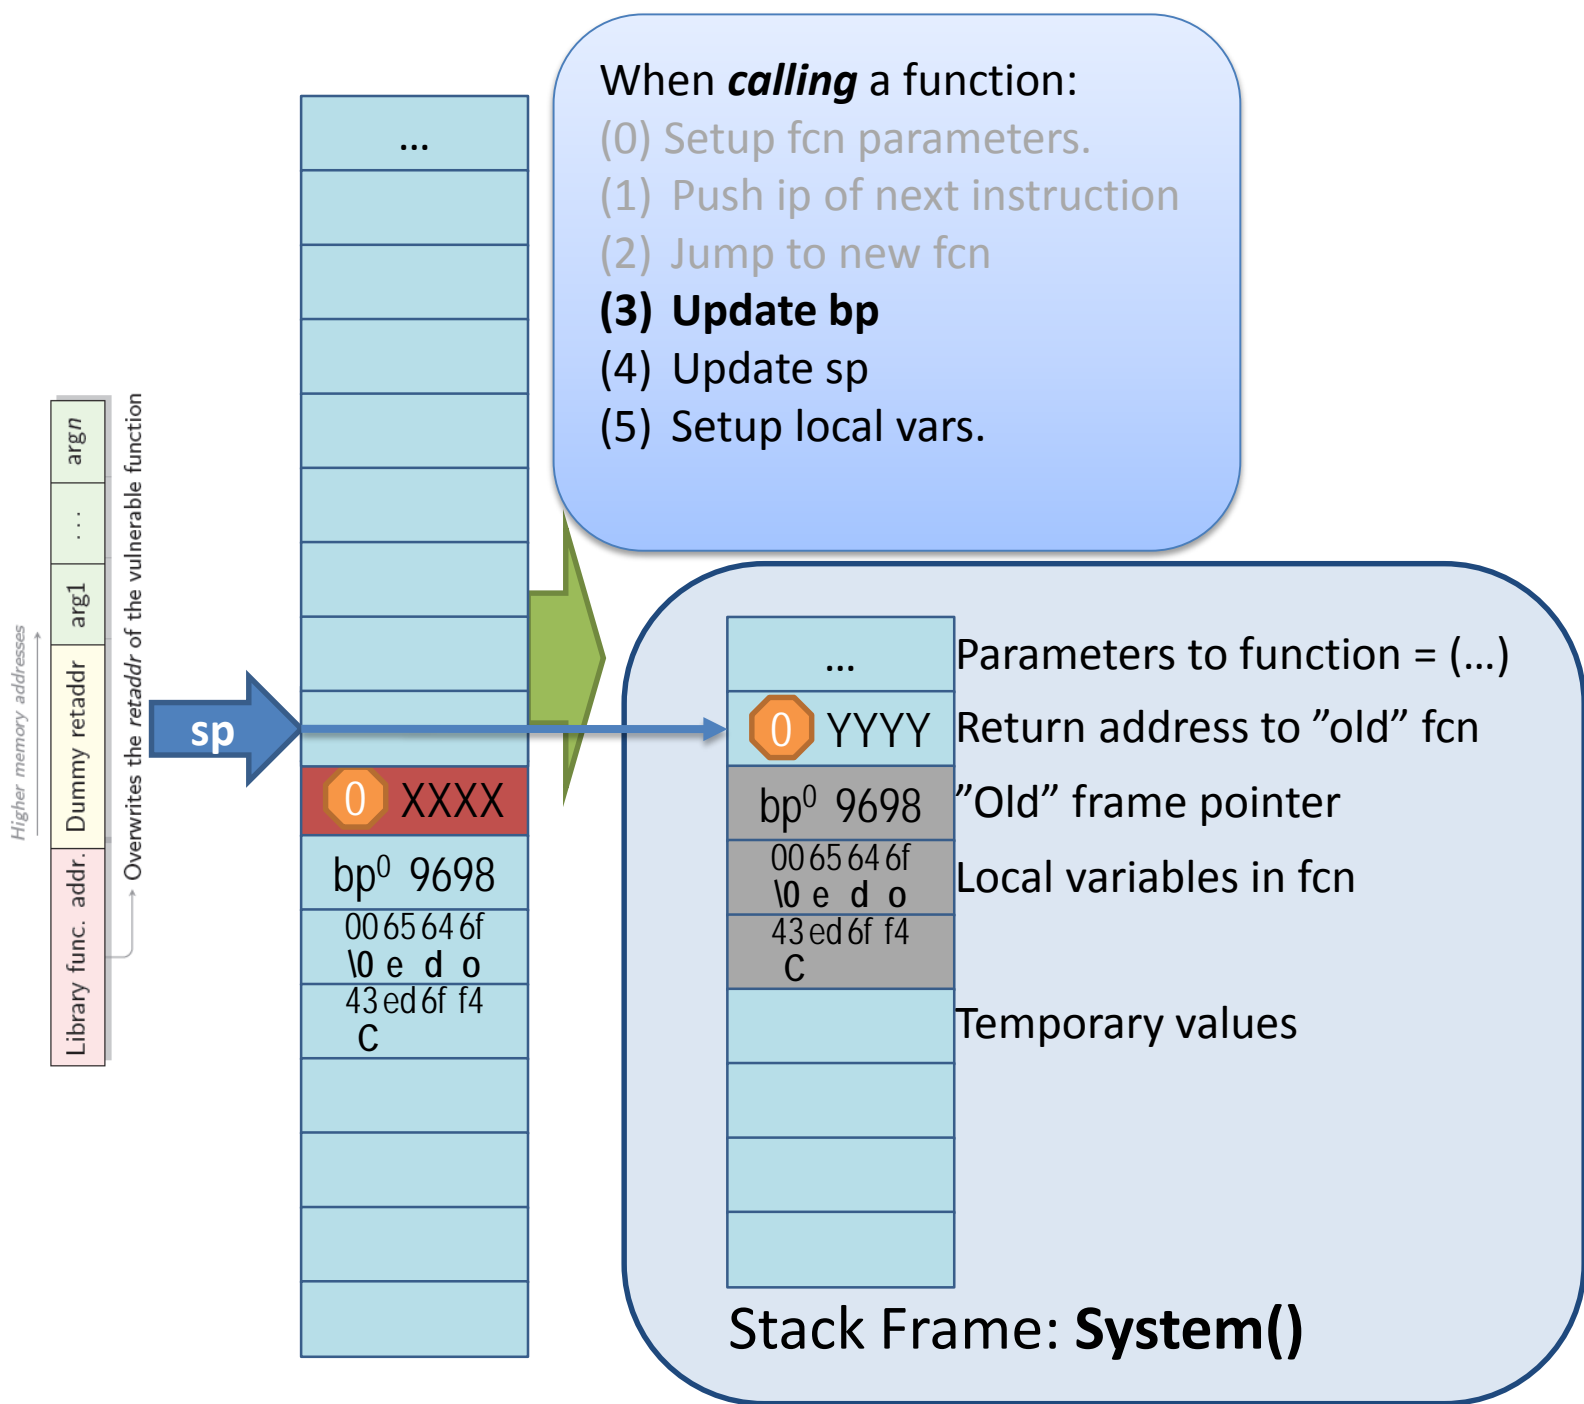 When calling a function:
(0) Setup fcn parameters.
(1) Push ip of next instruction
(2) Jump to new fcn
(3) Update bp
(4) Update sp
(5) Setup local vars.
Higher memory addresses
Library func. addr. Dummy retaddr arg1 ... argn
Overwrites the retaddr of the vulnerable function
sp
...
0 XXXX
bp0 9698
00 65 64 6f
\0 e d o
43 ed 6f f4
C
... Parameters to function = (...)
0 YYYY Return address to ”old” fcn
bp0 9698 ”Old” frame pointer
00 65 64 6f
\0 e d o Local variables in fcn
43 ed 6f f4
C
Temporary values
Stack Frame: System()